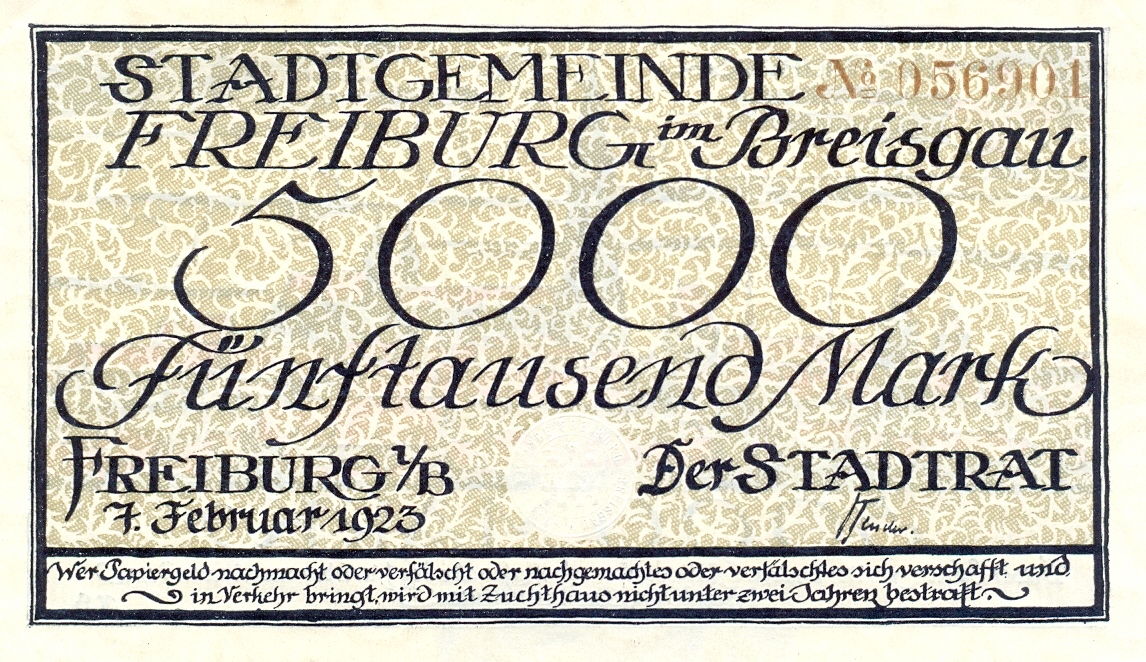 STADTGEMEINDE № 056901
FREIBURG im Breisgau
5000
Fünftausend Mark
FREIBURG i/B Der STADTRAT
7. Februar 1923
Wer Papiergeld nachmacht oder verfälscht oder nachgemachtes oder verfälschtes sich verschafft und
in Verkehr bringt, wird mit Zuchthaus nicht unter zwei Jahren bestraft.